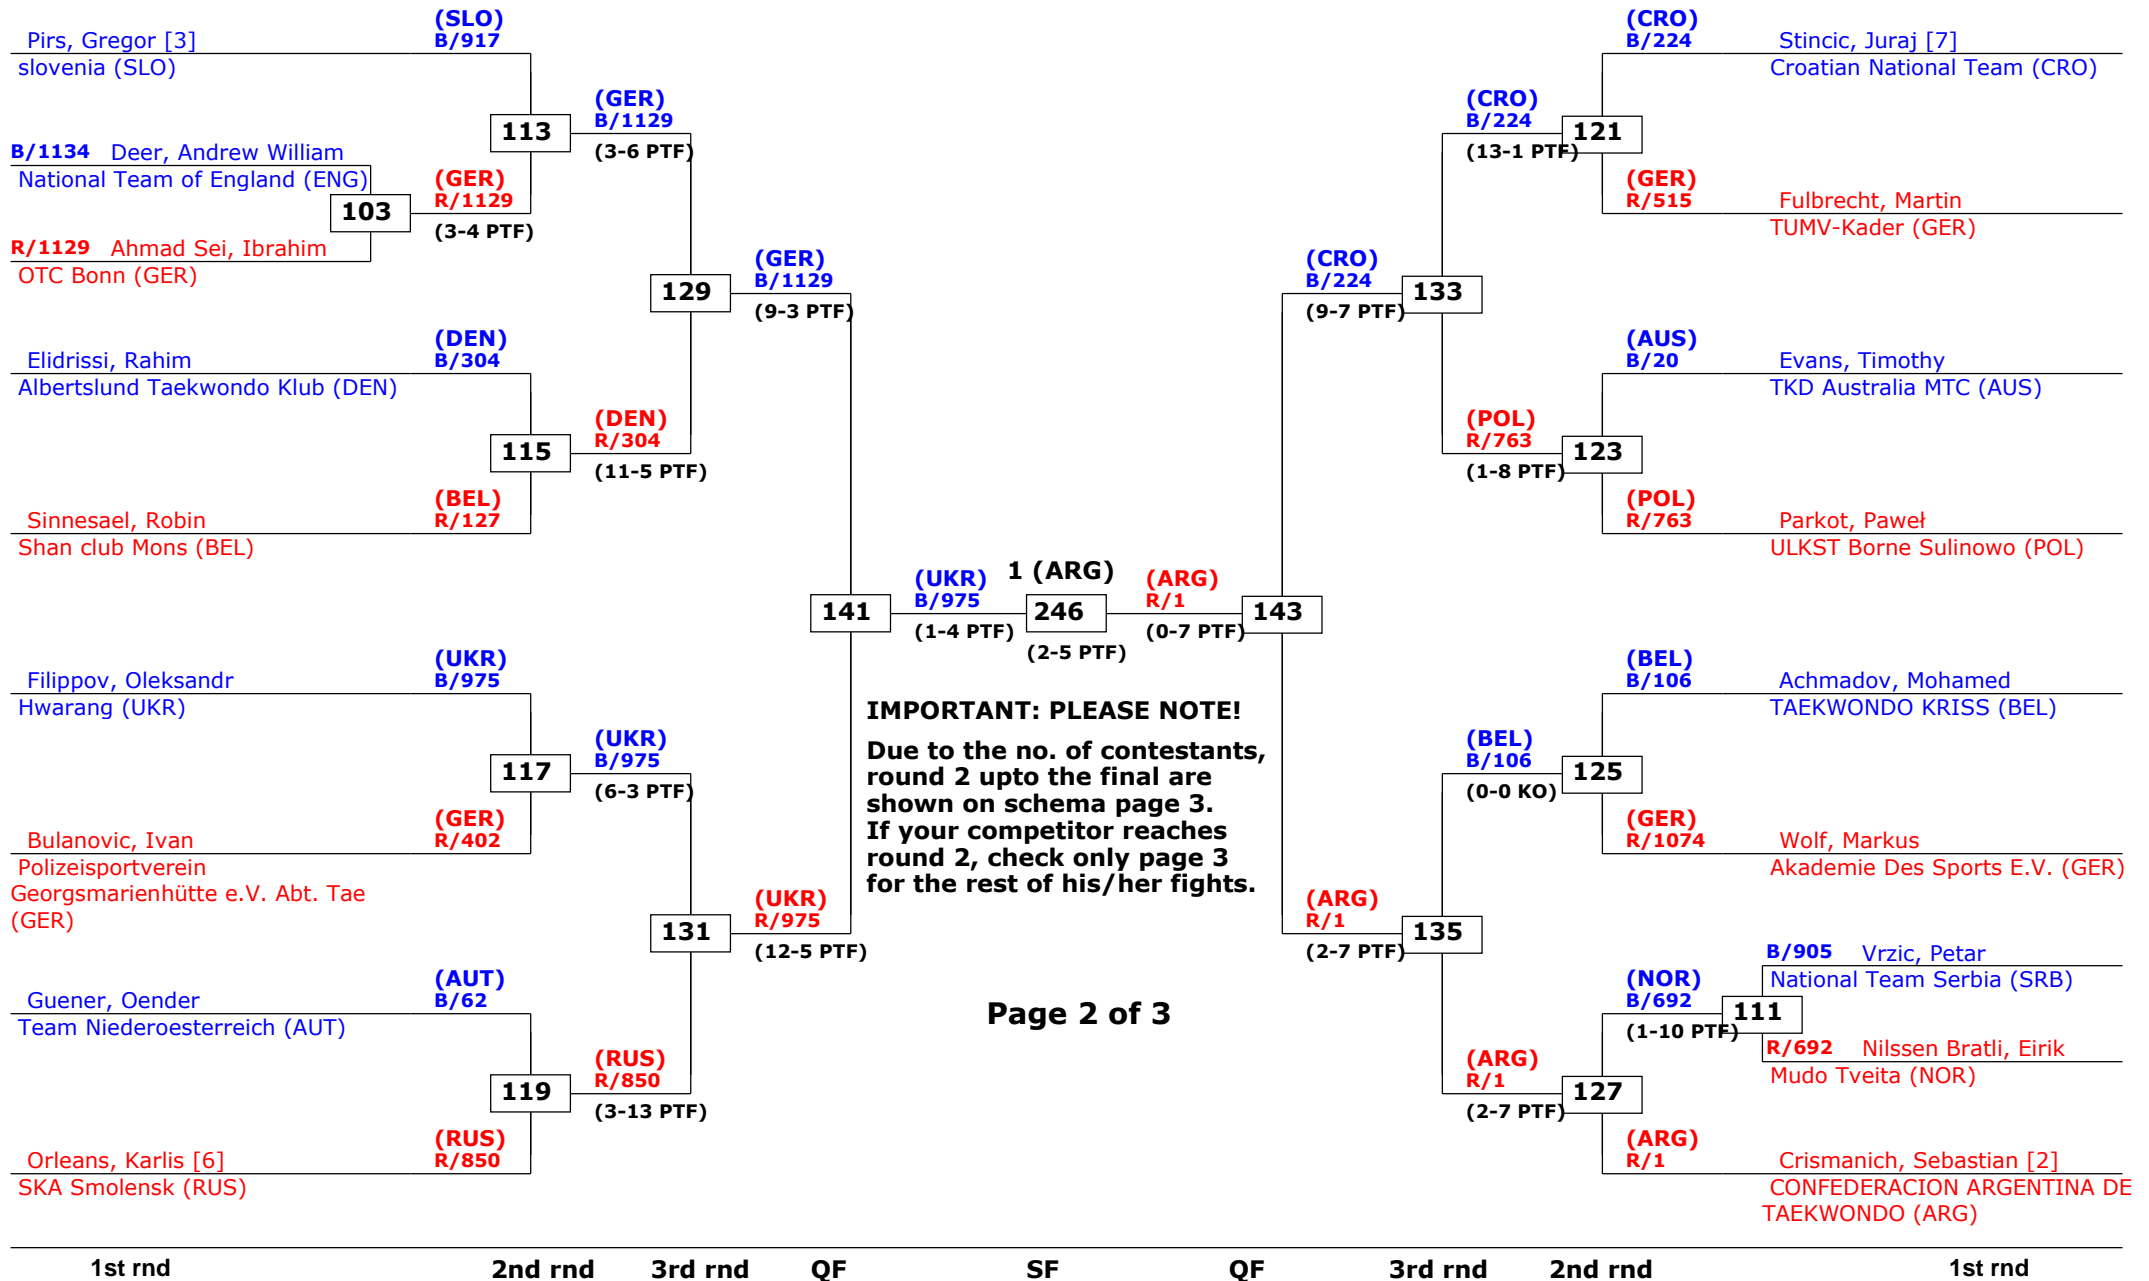 Pirs, Gregor [3]
slovenia (SLO)
(SLO)
B/917
B/1134 Deer, Andrew William
National Team of England (ENG)
103
R/1129 Ahmad Sei, Ibrahim
OTC Bonn (GER)
(GER)
R/1129
(3-4 PTF)
113
(GER)
B/1129
(3-6 PTF)
Elidrissi, Rahim
Albertslund Taekwondo Klub (DEN)
(DEN)
B/304
115
Sinnesael, Robin
Shan club Mons (BEL)
(BEL)
R/127
(DEN)
R/304
(11-5 PTF)
129
(GER)
B/1129
(9-3 PTF)
Filippov, Oleksandr
Hwarang (UKR)
(UKR)
B/975
117
Bulanovic, Ivan
Polizeisportverein
Georgsmarienhütte e.V. Abt. Tae
(GER)
(GER)
R/402
(UKR)
B/975
(6-3 PTF)
Guener, Oender
Team Niederoesterreich (AUT)
(AUT)
B/62
119
Orleans, Karlis [6]
SKA Smolensk (RUS)
(RUS)
R/850
(RUS)
R/850
(3-13 PTF)
131
(UKR)
R/975
(12-5 PTF)
141
(UKR)
B/975
(1-4 PTF)
1 (ARG)
246
(2-5 PTF)
(ARG)
R/1
(0-7 PTF)
143
IMPORTANT: PLEASE NOTE!
Due to the no. of contestants,
round 2 upto the final are
shown on schema page 3.
If your competitor reaches
round 2, check only page 3
for the rest of his/her fights.
Page 2 of 3
(CRO)
B/224
Stincic, Juraj [7]
Croatian National Team (CRO)
121
(CRO)
B/224
(13-1 PTF)
(GER)
R/515
Fulbrecht, Martin
TUMV-Kader (GER)
(CRO)
B/224
(9-7 PTF)
133
(AUS)
B/20
Evans, Timothy
TKD Australia MTC (AUS)
(POL)
R/763
(1-8 PTF)
123
(POL)
R/763
Parkot, Paweł
ULKST Borne Sulinowo (POL)
(BEL)
B/106
Achmadov, Mohamed
TAEKWONDO KRISS (BEL)
(BEL)
B/106
(0-0 KO)
125
(GER)
R/1074
Wolf, Markus
Akademie Des Sports E.V. (GER)
(ARG)
R/1
(2-7 PTF)
135
B/905 Vrzic, Petar
National Team Serbia (SRB)
(NOR)
B/692
(1-10 PTF)
111
R/692 Nilssen Bratli, Eirik
Mudo Tveita (NOR)
(ARG)
R/1
(2-7 PTF)
127
(ARG)
R/1
Crismanich, Sebastian [2]
CONFEDERACION ARGENTINA DE
TAEKWONDO (ARG)
1st rnd 2nd rnd 3rd rnd QF SF QF 3rd rnd 2nd rnd 1st rnd